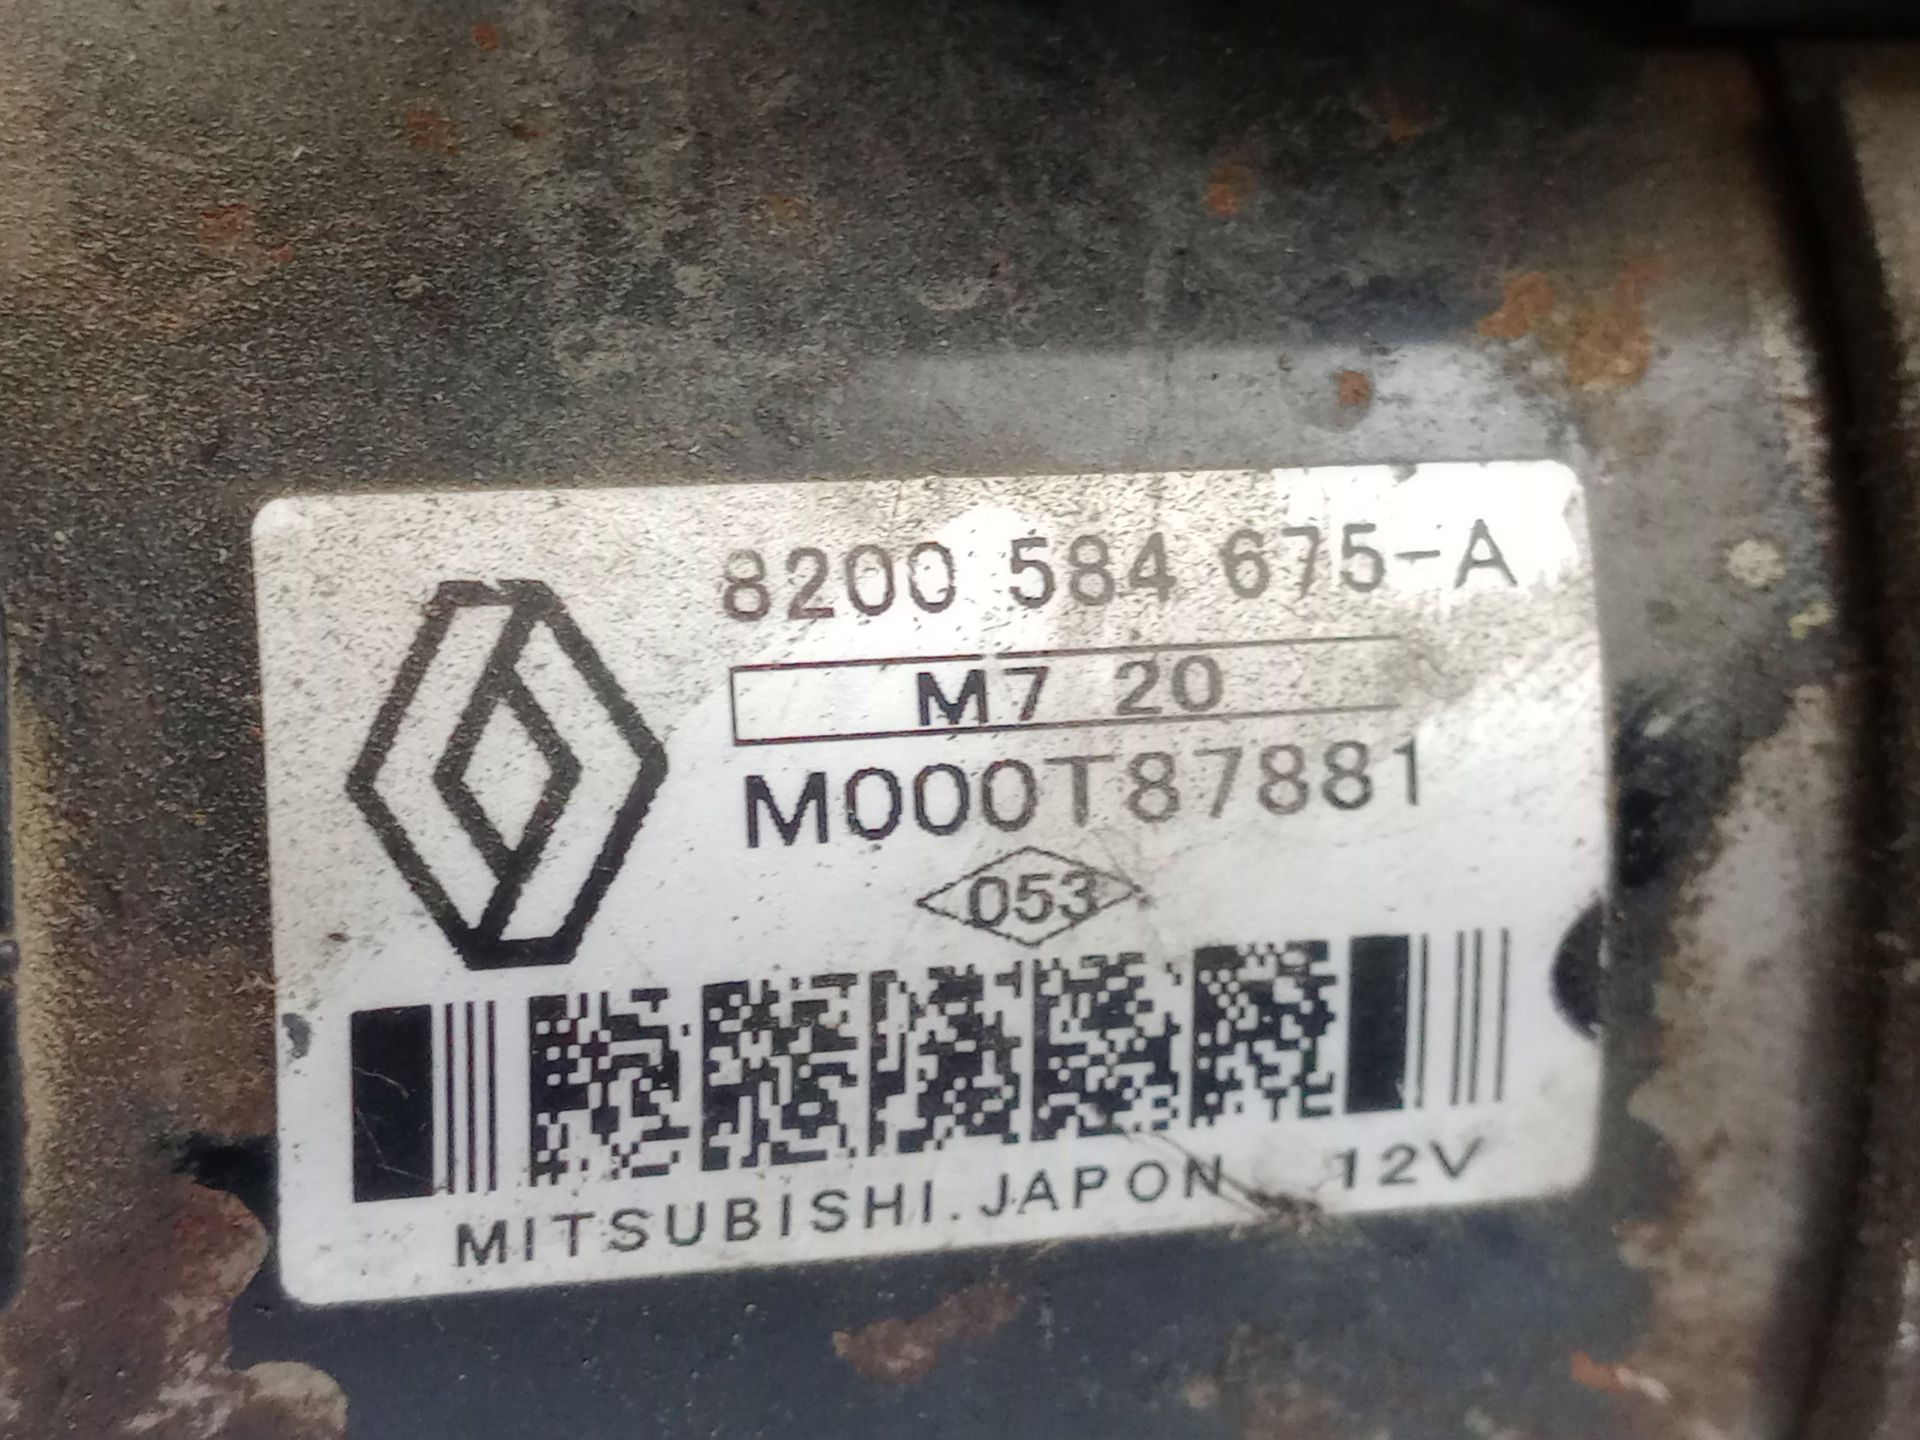 8200 584 675-A
M7 20
M000T87881
053
MITSUBISHI.JAPON 12V